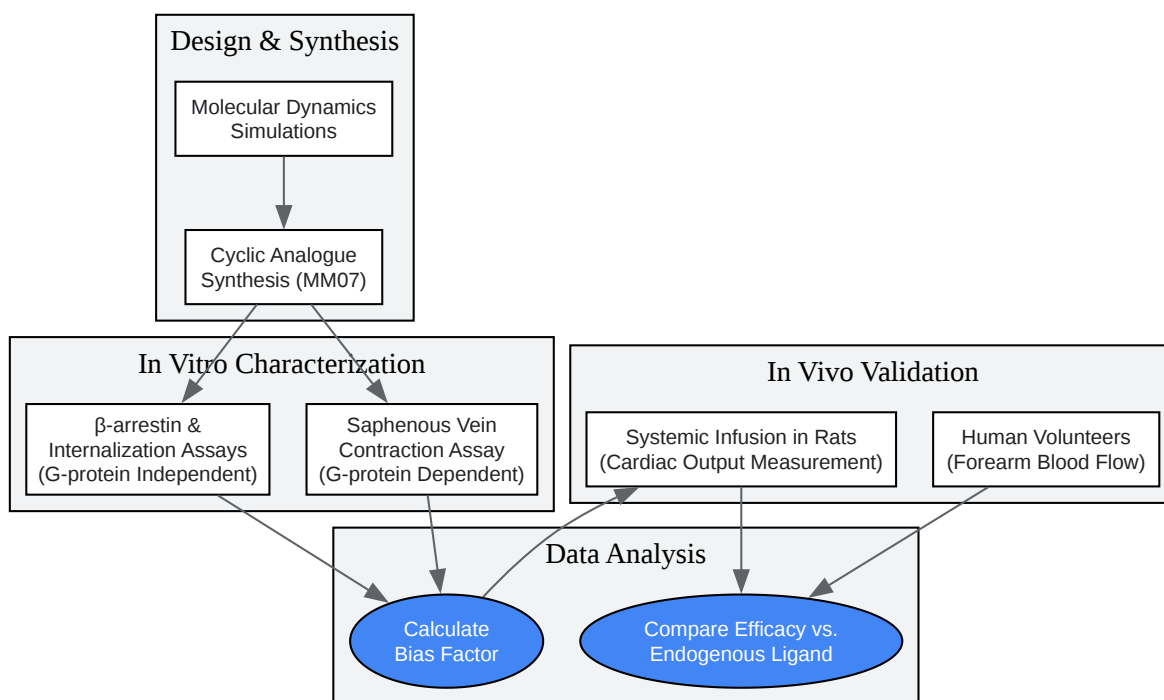 Design & Synthesis
Molecular Dynamics
Simulations
Cyclic Analogue
Synthesis (MM07)
In Vitro Characterization
β-arrestin &
Internalization Assays
(G-protein Independent)
Saphenous Vein
Contraction Assay
(G-protein Dependent)
In Vivo Validation
Systemic Infusion in Rats
(Cardiac Output Measurement)
Human Volunteers
(Forearm Blood Flow)
Data Analysis
Calculate
Bias Factor
Compare Efficacy vs.
Endogenous Ligand